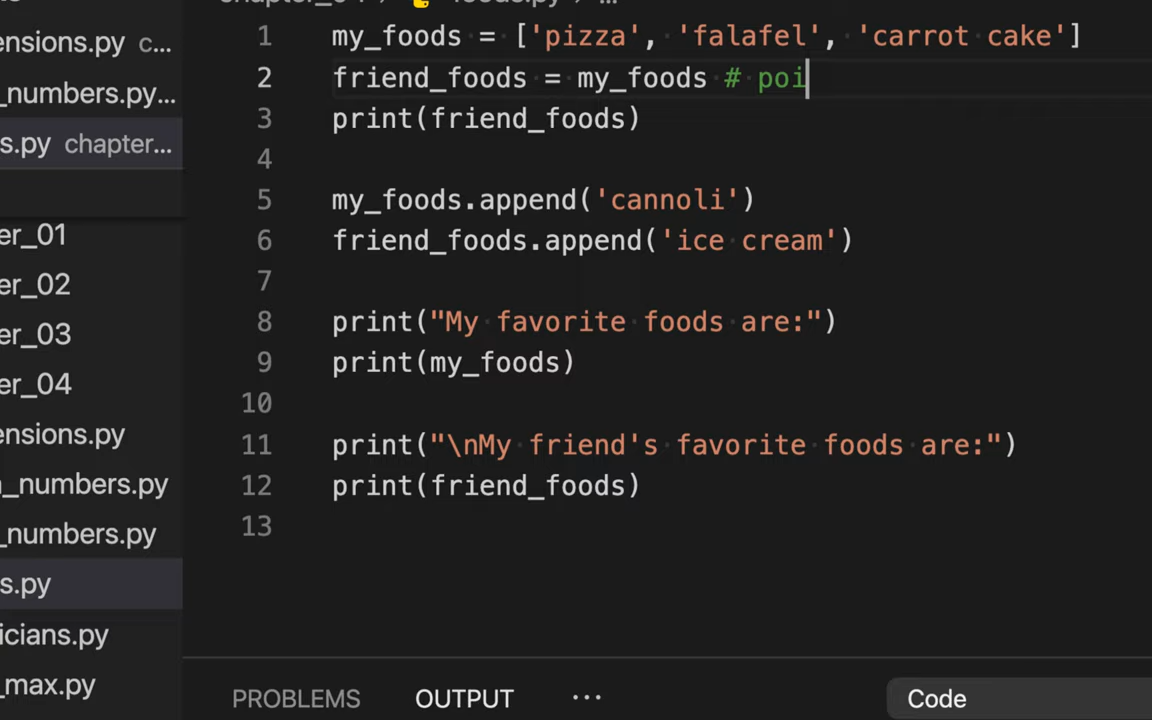 ensions.py c...
_numbers.py...
s.py chapter...
er_01
er_02
er_03
er_04
ensions.py
_numbers.py
_numbers.py
s.py
icians.py
_max.py
1 my_foods = ['pizza', 'falafel', 'carrot cake']
2 friend_foods = my_foods # poi
3 print(friend_foods)
4
5 my_foods.append('cannoli')
6 friend_foods.append('ice cream')
7
8 print("My favorite foods are:")
9 print(my_foods)
10
11 print("\nMy friend's favorite foods are:")
12 print(friend_foods)
13
PROBLEMS OUTPUT ... Code